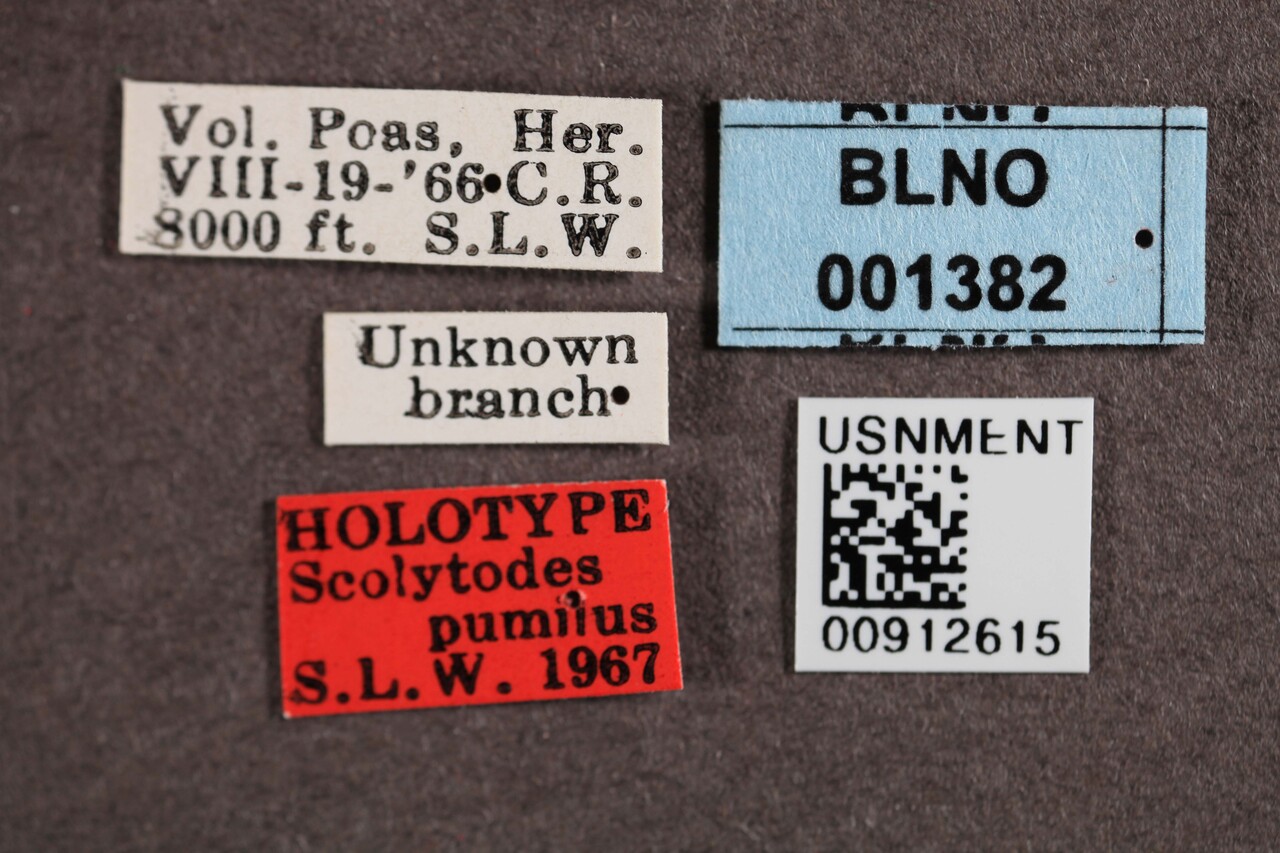 Vol. Poas, Her.
VIII-19-'66 C.R.
8000 ft. S.L.W.
Unknown
branch
HOLOTYPE
Scolytodes
pumilus
S.L.W. 1967
BLNO
001382
USNMENT
00912615